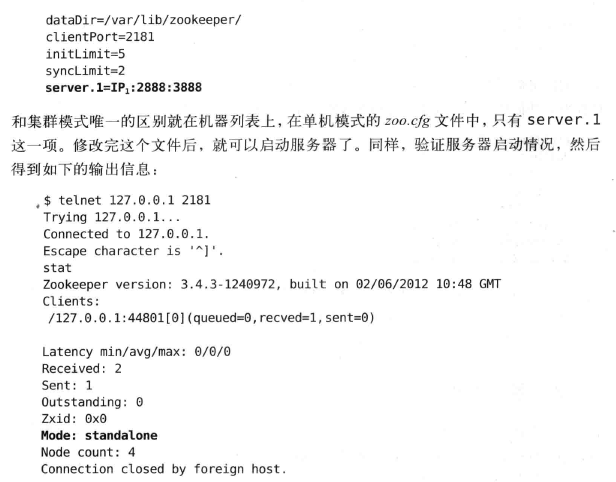 dataDir=/var/lib/zookeeper/
clientPort=2181
initLimit=5
syncLimit=2
server.1=IP₁:2888:3888
和集群模式唯一的区别就在机器列表上，在单机模式的 zoo.cfg 文件中，只有 server.1
这一项。修改完这个文件后，就可以启动服务器了。同样，验证服务器启动情况，然后
得到如下的输出信息：
$ telnet 127.0.0.1 2181
Trying 127.0.0.1...
Connected to 127.0.0.1.
Escape character is '^]'.
stat
Zookeeper version: 3.4.3-1240972, built on 02/06/2012 10:48 GMT
Clients:
/127.0.0.1:44801[0](queued=0,recved=1,sent=0)
Latency min/avg/max: 0/0/0
Received: 2
Sent: 1
Outstanding: 0
Zxid: 0x0
Mode: standalone
Node count: 4
Connection closed by foreign host.